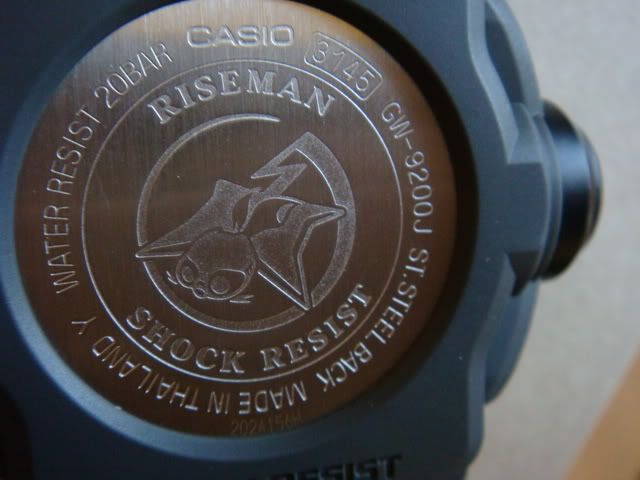 CASIO
3145
GW-9200J ST.STEEL BACK MADE IN THAILAND Y WATER RESIST 20BAR
RISEMAN
SHOCK RESIST
RESIST